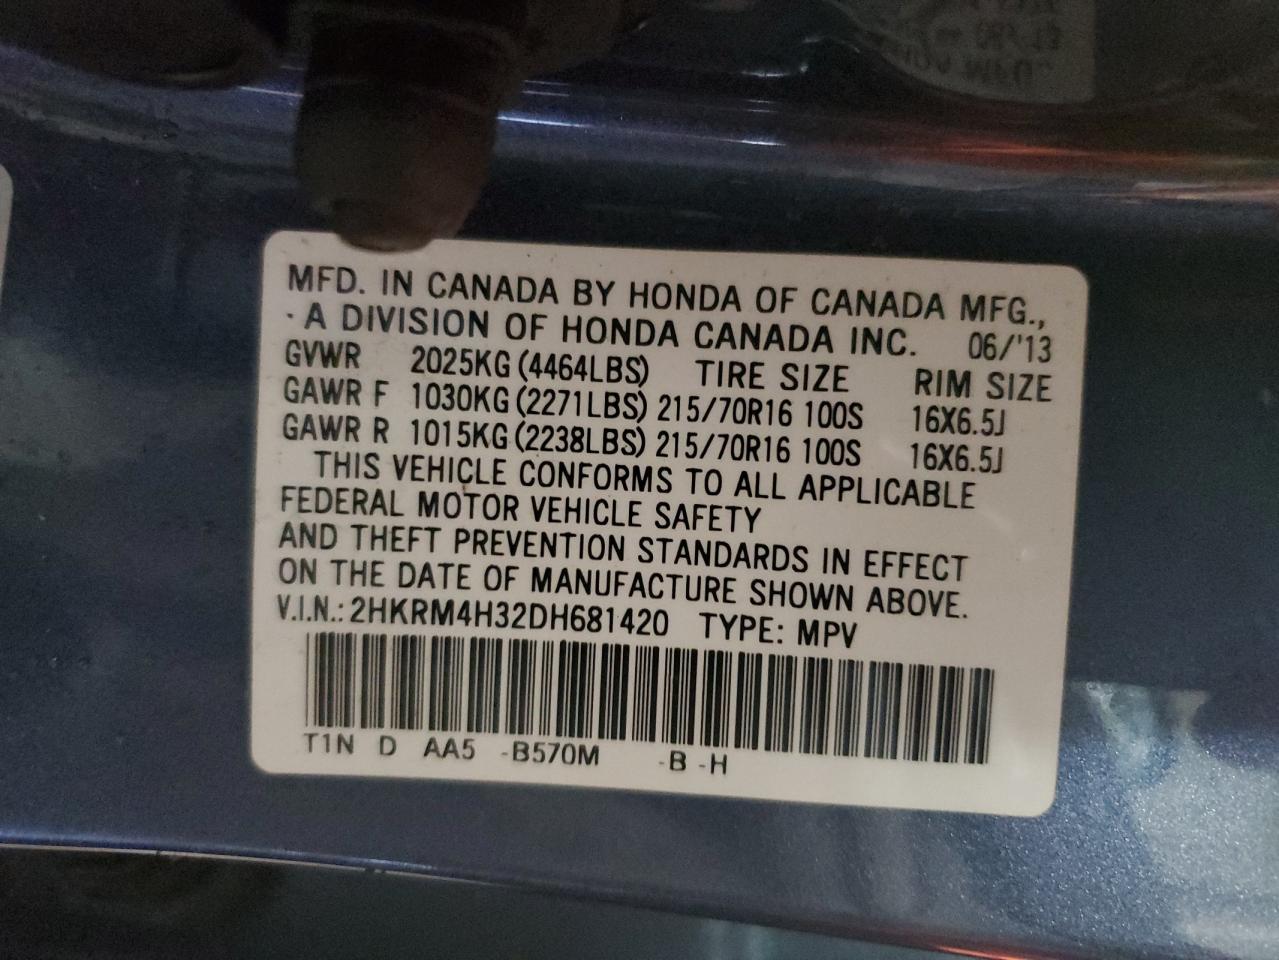 MFD. IN CANADA BY HONDA OF CANADA MFG.,
A DIVISION OF HONDA CANADA INC. 06/'13
GVWR 2025KG (4464LBS) TIRE SIZE RIM SIZE
GAWR F 1030KG (2271LBS) 215/70R16 100S 16X6.5J
GAWR R 1015KG (2238LBS) 215/70R16 100S 16X6.5J
THIS VEHICLE CONFORMS TO ALL APPLICABLE
FEDERAL MOTOR VEHICLE SAFETY
AND THEFT PREVENTION STANDARDS IN EFFECT
ON THE DATE OF MANUFACTURE SHOWN ABOVE.
V.I.N.: 2HKRM4H32DH681420 TYPE: MPV
T1N D AA5 -B570M -B -H